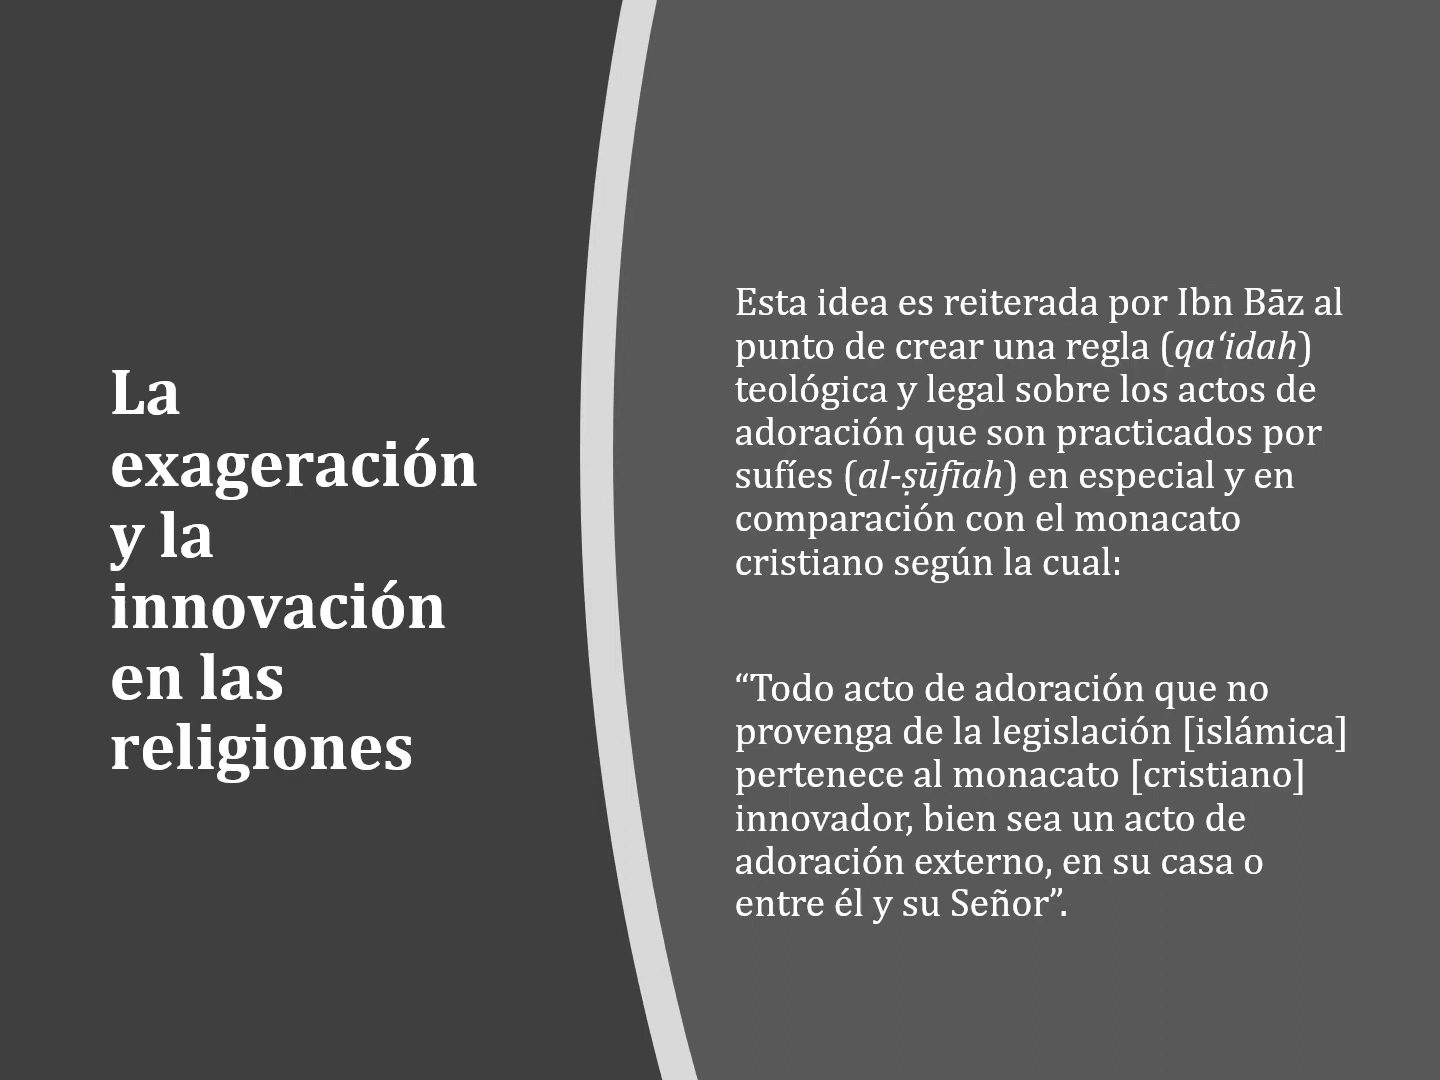 La
exageración
y la
innovación
en las
religiones
Esta idea es reiterada por Ibn Bāz al
punto de crear una regla (qa‘idah)
teológica y legal sobre los actos de
adoración que son practicados por
sufíes (al-ṣūfīah) en especial y en
comparación con el monacato
cristiano según la cual:
“Todo acto de adoración que no
provenga de la legislación [islámica]
pertenece al monacato [cristiano]
innovador, bien sea un acto de
adoración externo, en su casa o
entre él y su Señor”.